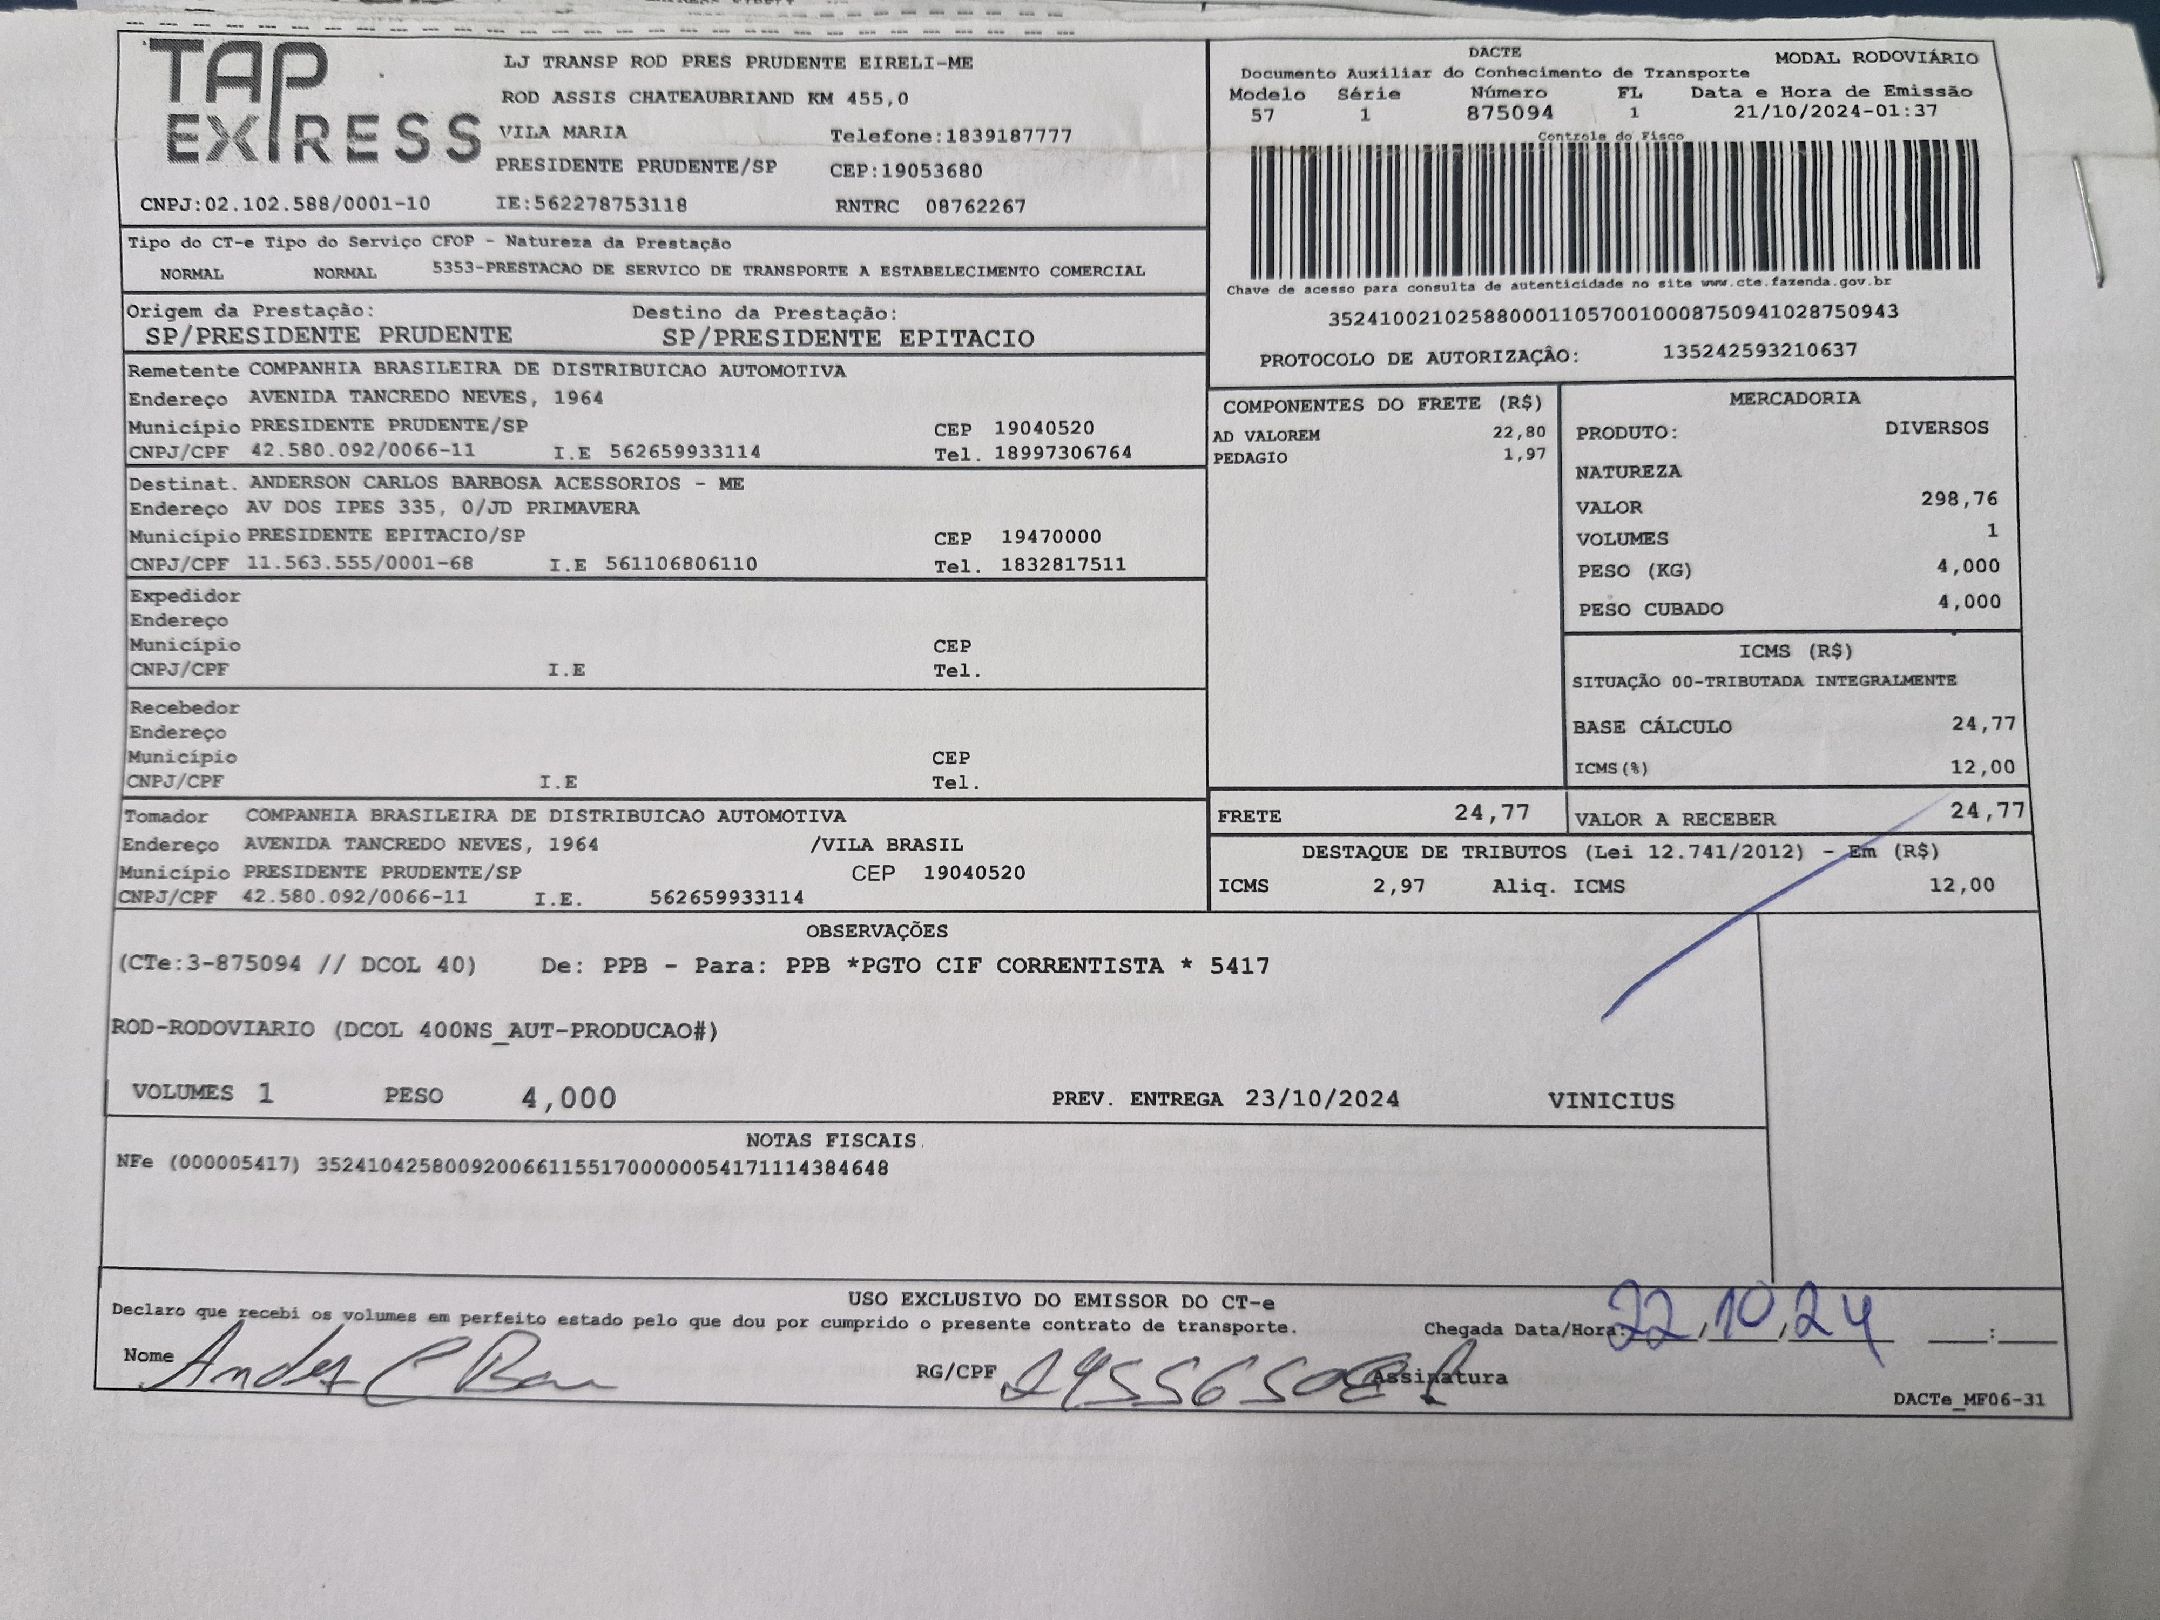 TAP
EXPRESS
LJ TRANSP ROD PRES PRUDENTE EIRELI-ME
ROD ASSIS CHATEAUBRIAND KM 455,0
VILA MARIA Telefone:1839187777
PRESIDENTE PRUDENTE/SP CEP:19053680
CNPJ:02.102.588/0001-10 IE:562278753118 RNTRC 08762267
DACTE MODAL RODOVIÁRIO
Documento Auxiliar do Conhecimento de Transporte
Modelo Série Número FL Data e Hora de Emissão
57 1 875094 1 21/10/2024-01:37
Controle do Fisco
Chave de acesso para consulta de autenticidade no site www.cte.fazenda.gov.br
35241002102588000110570010008750941028750943
PROTOCOLO DE AUTORIZAÇÃO: 135242593210637
Tipo do CT-e Tipo do Serviço CFOP - Natureza da Prestação
NORMAL NORMAL 5353-PRESTACAO DE SERVICO DE TRANSPORTE A ESTABELECIMENTO COMERCIAL
Origem da Prestação: Destino da Prestação:
SP/PRESIDENTE PRUDENTE SP/PRESIDENTE EPITACIO
Remetente COMPANHIA BRASILEIRA DE DISTRIBUICAO AUTOMOTIVA
Endereço AVENIDA TANCREDO NEVES, 1964
Município PRESIDENTE PRUDENTE/SP CEP 19040520
CNPJ/CPF 42.580.092/0066-11 I.E 562659933114 Tel. 18997306764
Destinat. ANDERSON CARLOS BARBOSA ACESSORIOS - ME
Endereço AV DOS IPES 335, 0/JD PRIMAVERA
Município PRESIDENTE EPITACIO/SP CEP 19470000
CNPJ/CPF 11.563.555/0001-68 I.E 561106806110 Tel. 1832817511
Expedidor
Endereço
Município CEP
CNPJ/CPF I.E Tel.
Recebedor
Endereço
Município CEP
CNPJ/CPF I.E Tel.
Tomador COMPANHIA BRASILEIRA DE DISTRIBUICAO AUTOMOTIVA
Endereço AVENIDA TANCREDO NEVES, 1964 /VILA BRASIL
Município PRESIDENTE PRUDENTE/SP CEP 19040520
CNPJ/CPF 42.580.092/0066-11 I.E. 562659933114
COMPONENTES DO FRETE (R$)
AD VALOREM 22,80
PEDAGIO 1,97
MERCADORIA
PRODUTO: DIVERSOS
NATUREZA
VALOR 298,76
VOLUMES 1
PESO (KG) 4,000
PESO CUBADO 4,000
ICMS (R$)
SITUAÇÃO 00-TRIBUTADA INTEGRALMENTE
BASE CÁLCULO 24,77
ICMS(%) 12,00
FRETE 24,77 VALOR A RECEBER 24,77
DESTAQUE DE TRIBUTOS (Lei 12.741/2012) - Em (R$)
ICMS 2,97 Aliq. ICMS 12,00
OBSERVAÇÕES
(CTe:3-875094 // DCOL 40) De: PPB - Para: PPB *PGTO CIF CORRENTISTA * 5417
ROD-RODOVIARIO (DCOL 400NS_AUT-PRODUCAO#)
VOLUMES 1 PESO 4,000 PREV. ENTREGA 23/10/2024 VINICIUS
NOTAS FISCAIS
NFe (000005417) 35241042580092006611551700000054171114384648
USO EXCLUSIVO DO EMISSOR DO CT-e
Declaro que recebi os volumes em perfeito estado pelo que dou por cumprido o presente contrato de transporte.
Chegada Data/Hora: 22/10/24 :
Nome RG/CPF Assinatura
DACTe_MF06-31